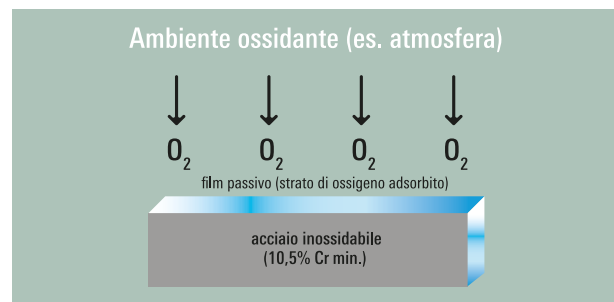 Ambiente ossidante (es. atmosfera)
O₂ O₂ O₂ O₂
film passivo (strato di ossigeno adsorbito)
acciaio inossidabile
(10,5% Cr min.)